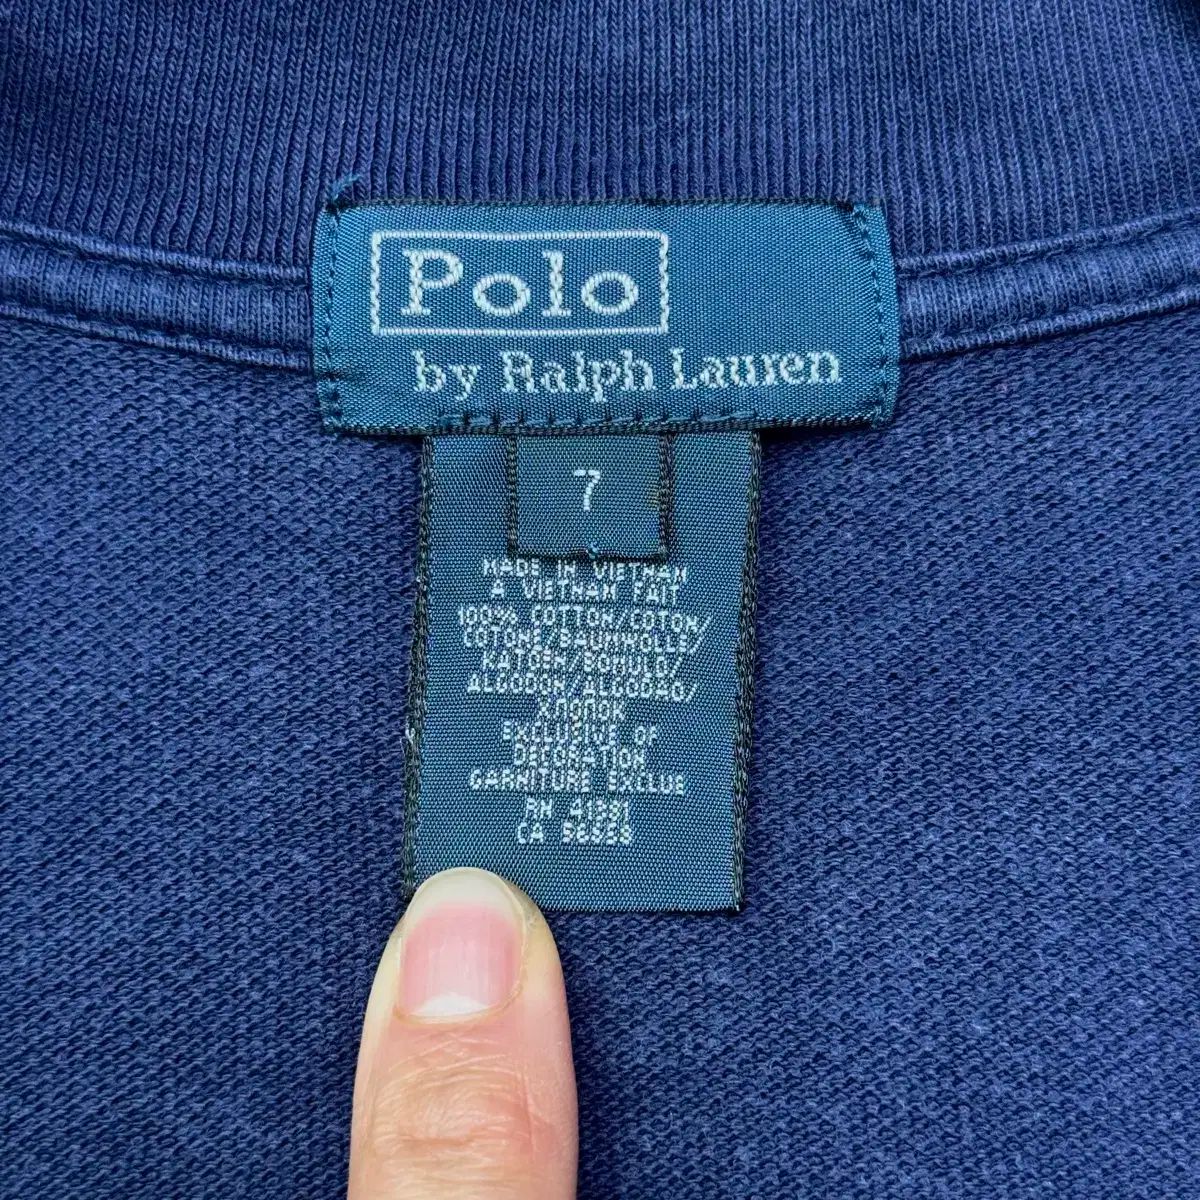 Polo
by Ralph Lauren
7
MADE IN VIETNAM
A VIETNAM FAIT
100% COTTON/COTON/
COTONE/BAUMWOLLE/
KATOEN/BOMULD/
ALGODON/ALGODAO/
ΧΛΟΠΟΚ
EXCLUSIVE OF
DECORATION
GARNITURE EXCLUE
RN 41381
CA